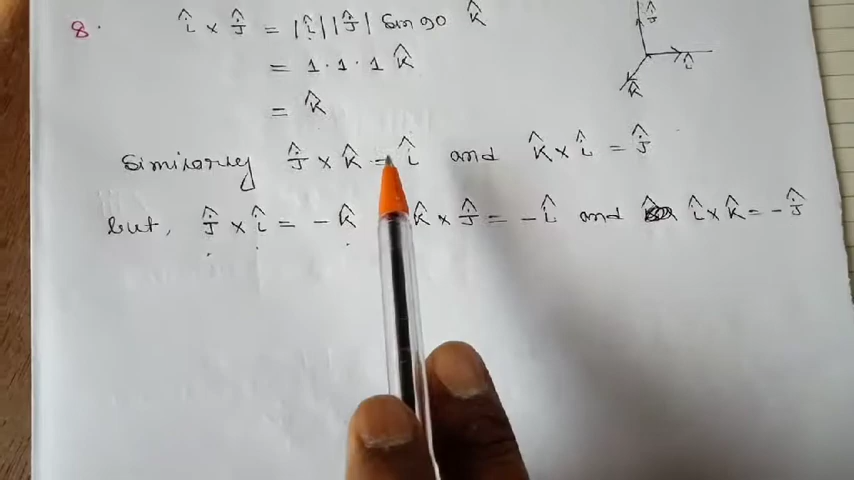 8. î × ĵ = |î| |ĵ| sin 90 k̂
= 1·1·1 k̂
= k̂
Similarly ĵ × k̂ = î and k̂ × î = ĵ
but, ĵ × î = - k̂ k̂ × ĵ = - î and î × k̂ = - ĵ
ĵ
î
k̂